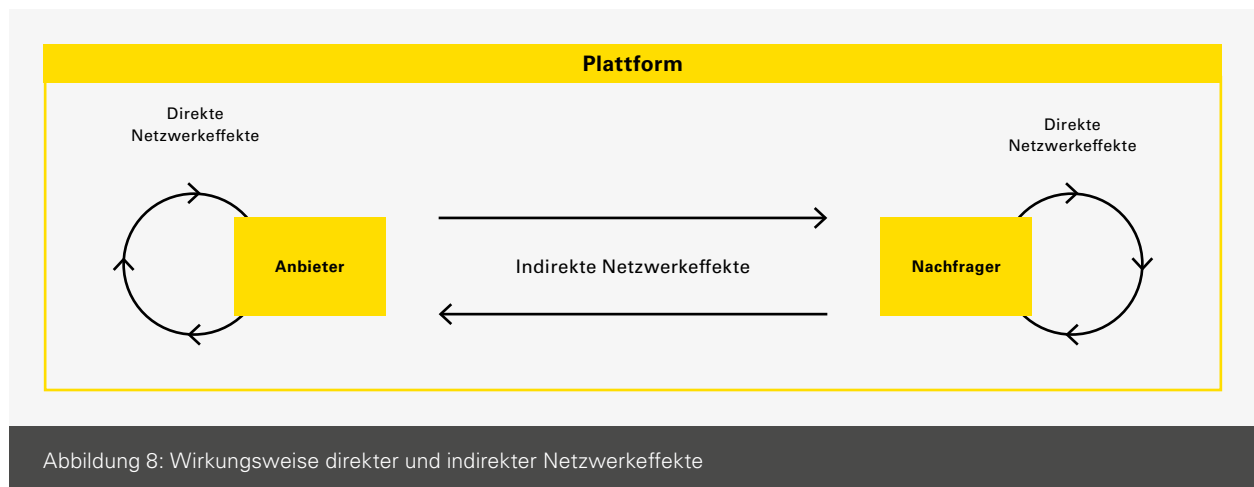 Plattform
Direkte
Netzwerkeffekte
Direkte
Netzwerkeffekte
Anbieter
Indirekte Netzwerkeffekte
Nachfrager
Abbildung 8: Wirkungsweise direkter und indirekter Netzwerkeffekte